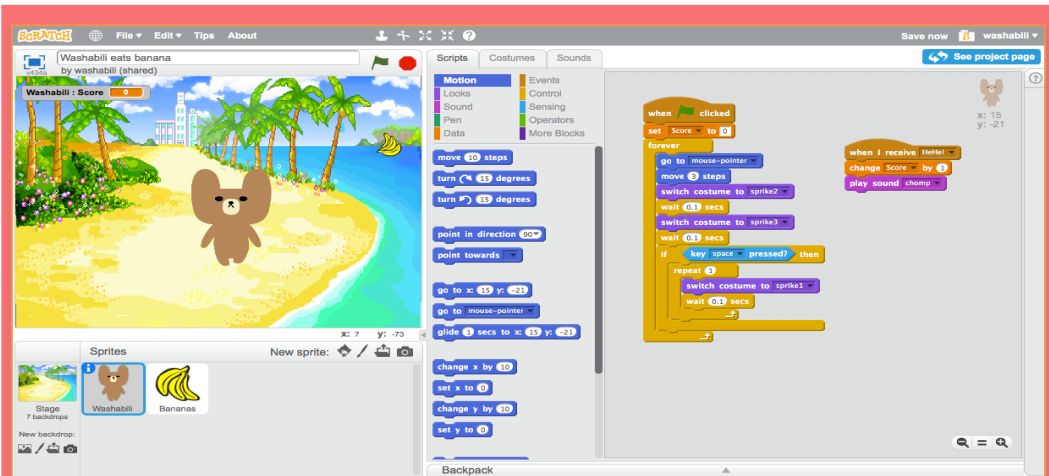 SCRATCH File Edit Tips About Save now washabili
Washabili eats banana
by washabili (shared)
v434a
Scripts Costumes Sounds
See project page
Washabili : Score 0
Motion Events
Looks Control
Sound Sensing
Pen Operators
Data More Blocks
x: 15
y: -21
move 10 steps
turn 15 degrees
turn 15 degrees
point in direction 90
point towards
go to x: 15 y: -21
go to mouse-pointer
glide 1 secs to x: 15 y: -21
change x by 10
set x to 0
change y by 10
set y to 0
when clicked
set Score to 0
forever
go to mouse-pointer
move 3 steps
switch costume to sprike2
wait 0.1 secs
switch costume to sprike3
wait 0.1 secs
if key space pressed? then
repeat 1
switch costume to sprike1
wait 0.1 secs
when I receive HeHe!
change Score by 1
play sound chomp
x: 7 y: -73
Sprites New sprite:
Stage
7 backdrops
Washabili Bananas
New backdrop:
Backpack